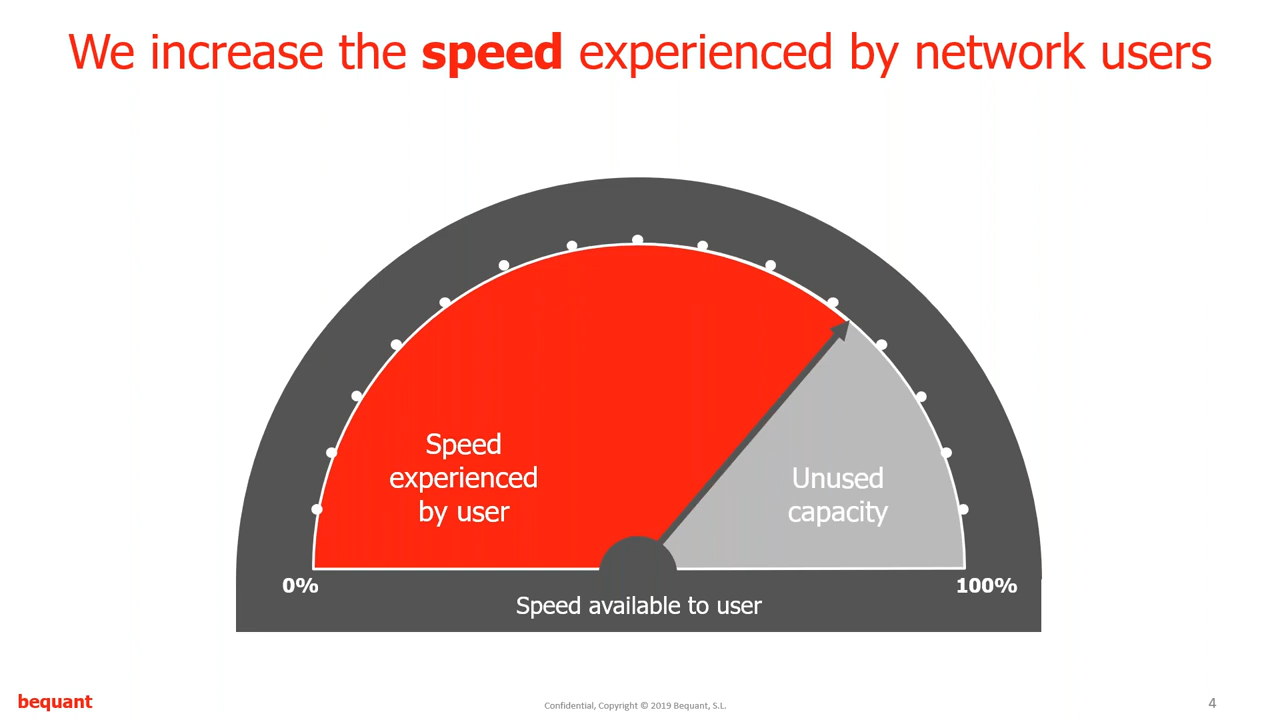 We increase the speed experienced by network users
Speed
experienced
by user
Unused
capacity
0%
100%
Speed available to user
bequant
Confidential, Copyright © 2019 Bequant, S.L.
4